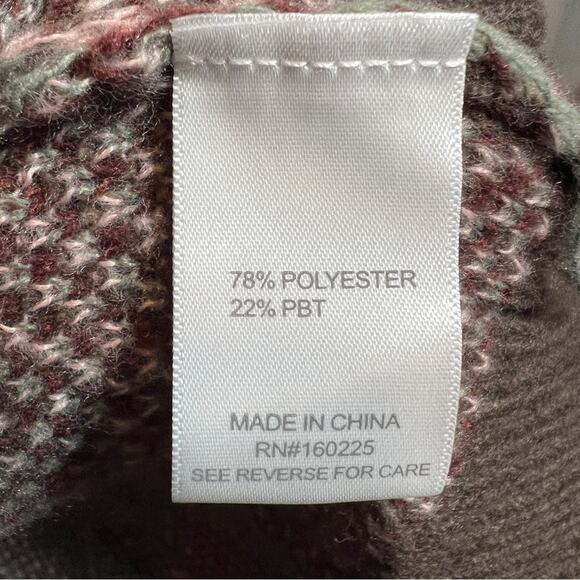 78% POLYESTER
22% PBT
MADE IN CHINA
RN#160225
SEE REVERSE FOR CARE